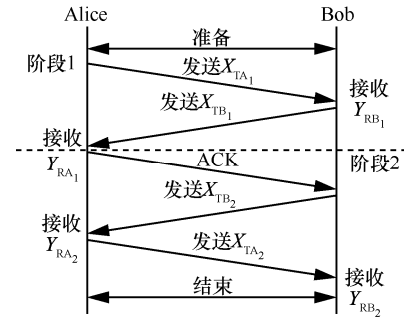 Alice Bob
准备
阶段1
发送X_TA1
接收
Y_RB1
发送X_TB1
接收
Y_RA1
ACK
阶段2
发送X_TB2
接收
Y_RA2
发送X_TA2
接收
Y_RB2
结束